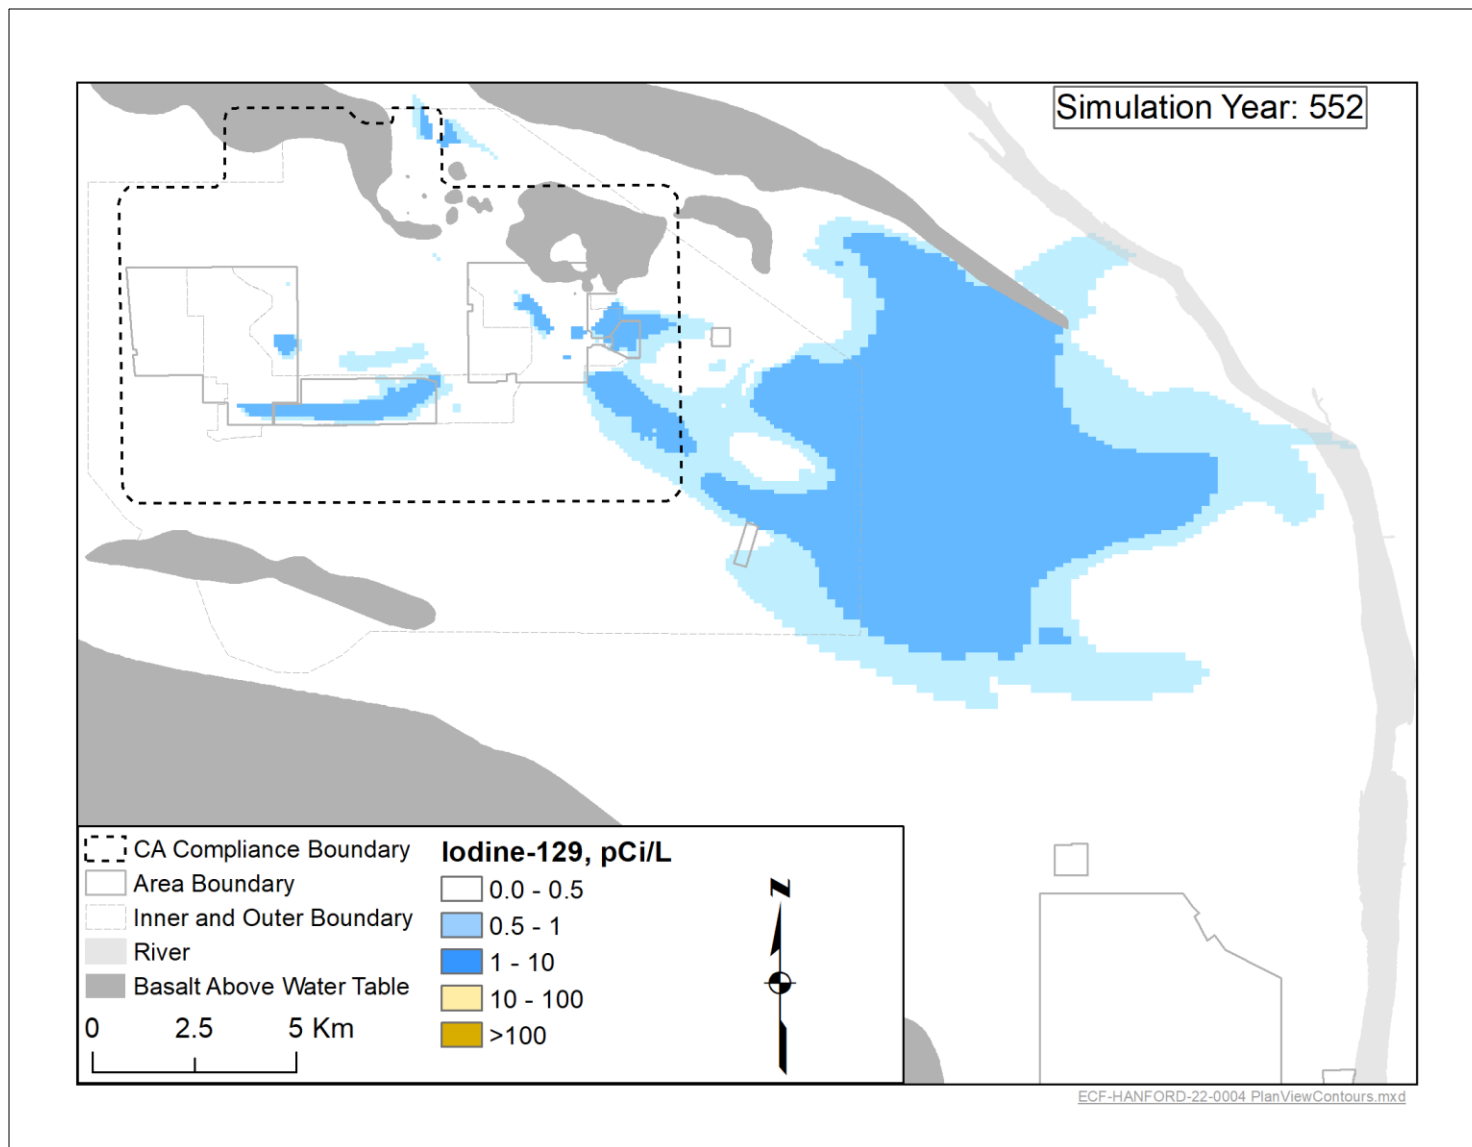 Simulation Year: 552
CA Compliance Boundary
Area Boundary
Inner and Outer Boundary
River
Basalt Above Water Table
0 2.5 5 Km
Iodine-129, pCi/L
0.0 - 0.5
0.5 - 1
1 - 10
10 - 100
>100
N
ECF-HANFORD-22-0004 PlanViewContours.mxd